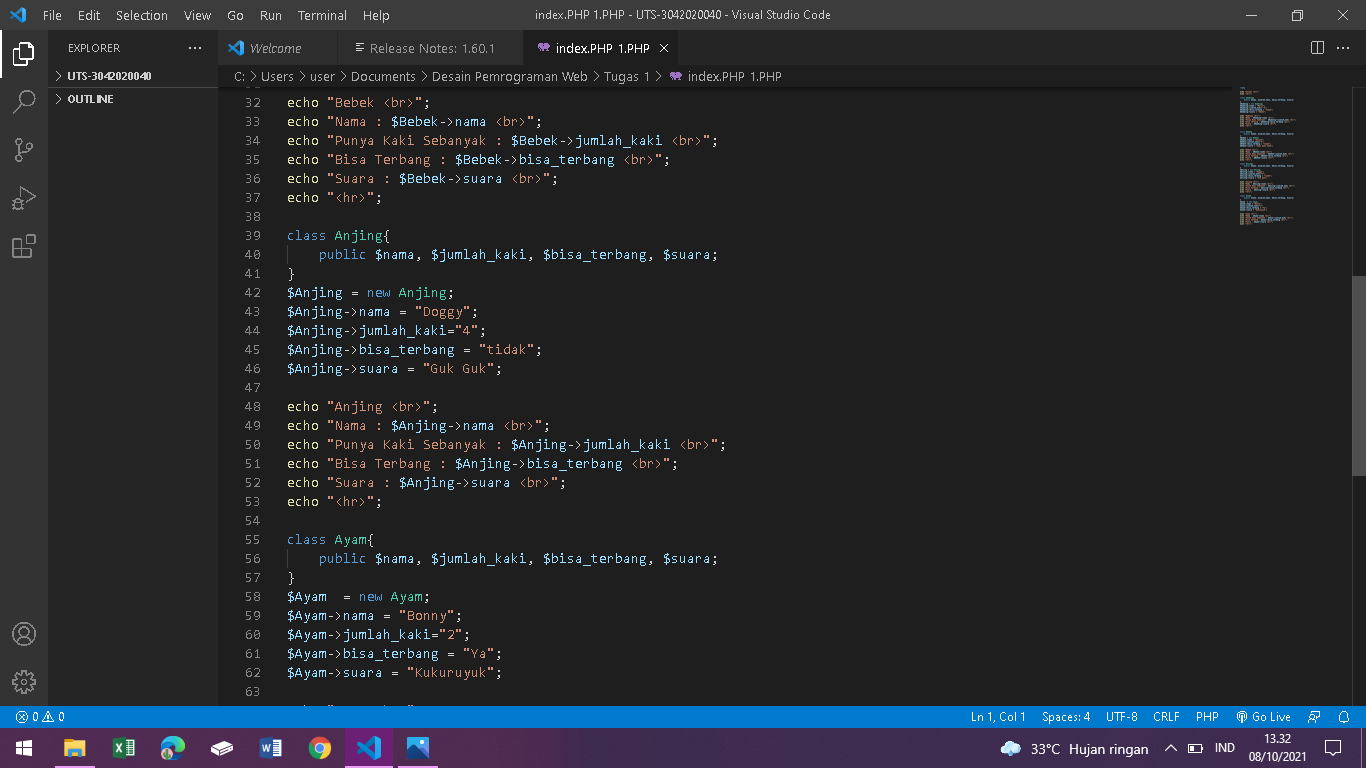 File Edit Selection View Go Run Terminal Help index.PHP 1.PHP - UTS-3042020040 - Visual Studio Code
EXPLORER ··· Welcome Release Notes: 1.60.1 index.PHP 1.PHP
UTS-3042020040
OUTLINE
C: > Users > user > Documents > Desain Pemrograman Web > Tugas 1 > index.PHP 1.PHP
32 echo "Bebek <br>";
33 echo "Nama : $Bebek->nama <br>";
34 echo "Punya Kaki Sebanyak : $Bebek->jumlah_kaki <br>";
35 echo "Bisa Terbang : $Bebek->bisa_terbang <br>";
36 echo "Suara : $Bebek->suara <br>";
37 echo "<hr>";
38
39 class Anjing{
40 public $nama, $jumlah_kaki, $bisa_terbang, $suara;
41 }
42 $Anjing = new Anjing;
43 $Anjing->nama = "Doggy";
44 $Anjing->jumlah_kaki="4";
45 $Anjing->bisa_terbang = "tidak";
46 $Anjing->suara = "Guk Guk";
47
48 echo "Anjing <br>";
49 echo "Nama : $Anjing->nama <br>";
50 echo "Punya Kaki Sebanyak : $Anjing->jumlah_kaki <br>";
51 echo "Bisa Terbang : $Anjing->bisa_terbang <br>";
52 echo "Suara : $Anjing->suara <br>";
53 echo "<hr>";
54
55 class Ayam{
56 public $nama, $jumlah_kaki, $bisa_terbang, $suara;
57 }
58 $Ayam  = new Ayam;
59 $Ayam->nama = "Bonny";
60 $Ayam->jumlah_kaki="2";
61 $Ayam->bisa_terbang = "Ya";
62 $Ayam->suara = "Kukuruyuk";
63
0 0 Ln 1, Col 1 Spaces: 4 UTF-8 CRLF PHP Go Live
33°C Hujan ringan IND 13.32
08/10/2021